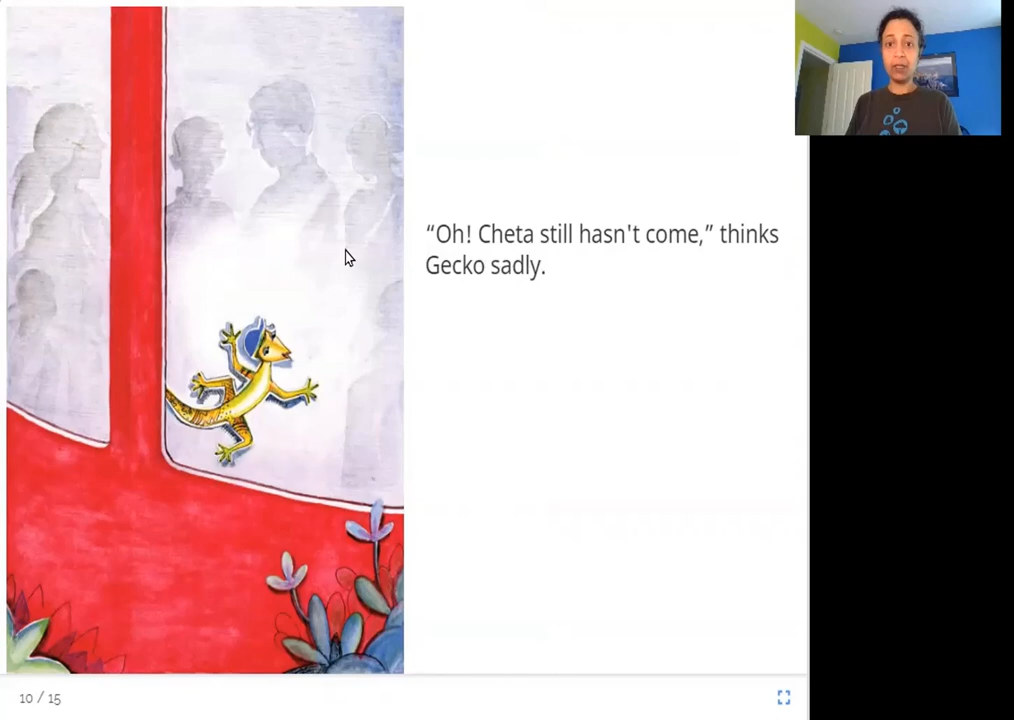 “Oh! Cheta still hasn't come,” thinks
Gecko sadly.
10 / 15